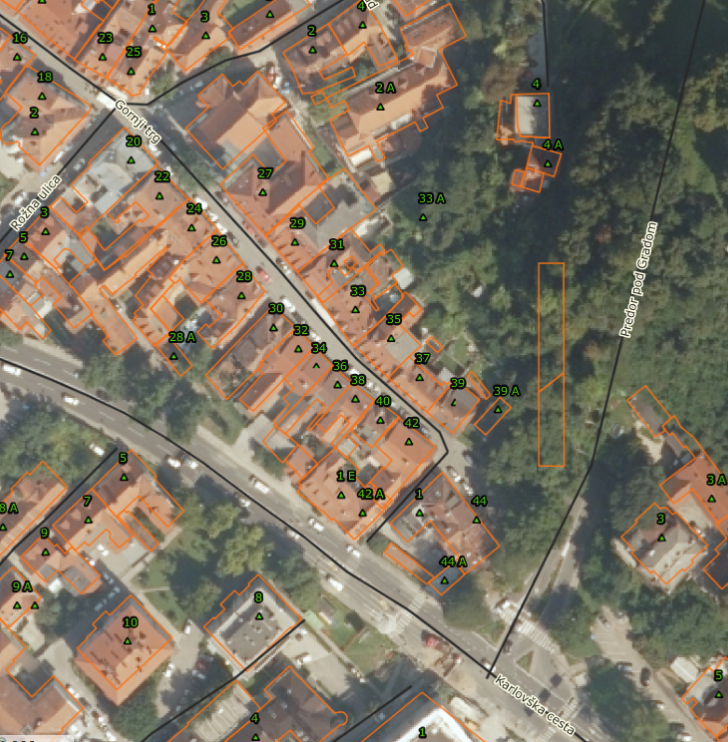 1
3
2
4
16
23
25
18
2 A
4
2
Gornji trg
20
4 A
27
22
Rožna ulica
33 A
3
24
5
29
26
7
31
Predor pod Gradom
28
33
30
35
32
28 A
34
36
37
38
39
39 A
40
42
5
1 E
42 A
1
44
3 A
7
8 A
3
9
44 A
9 A
8
10
5
Karlovška cesta
4
1